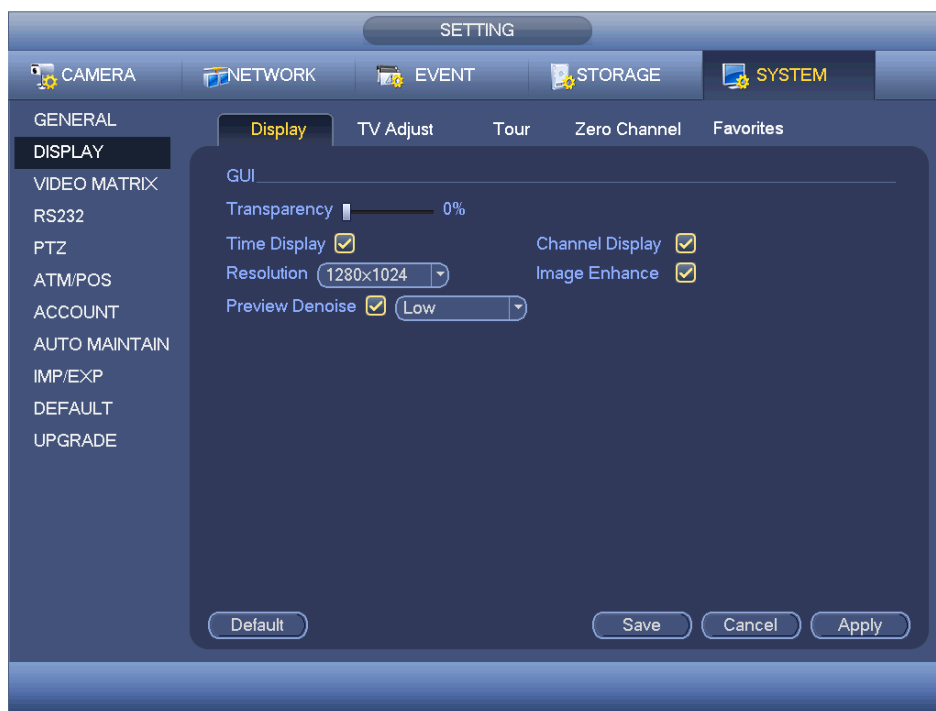 SETTING
CAMERA NETWORK EVENT STORAGE SYSTEM
GENERAL
DISPLAY
VIDEO MATRIX
RS232
PTZ
ATM/POS
ACCOUNT
AUTO MAINTAIN
IMP/EXP
DEFAULT
UPGRADE
Display TV Adjust Tour Zero Channel Favorites
GUI
Transparency 0%
Time Display Channel Display
Resolution 1280×1024 Image Enhance
Preview Denoise Low
Default Save Cancel Apply